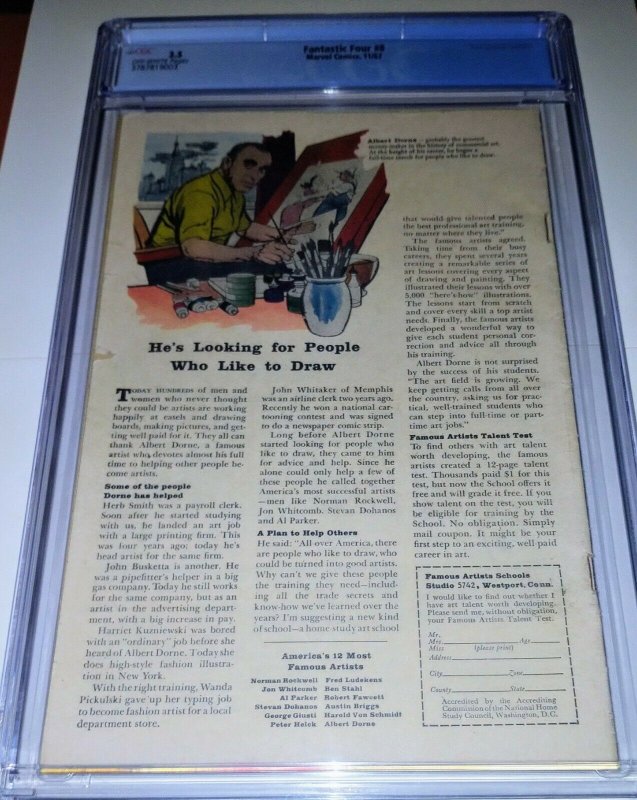 3.5
Fantastic Four #8
OFF-WHITE Pages
Marvel Comics, 11/62
3787819003
Albert Dorne — probably the greatest
money-maker in the history of commercial art.
At the height of his career, he began a
full-time search for people who like to draw.
He's Looking for People
Who Like to Draw
TODAY HUNDREDS of men and
women who never thought
they could be artists are working
happily at easels and drawing
boards, making pictures, and get-
ting well paid for it. They all can
thank Albert Dorne, a famous
artist who devotes almost his full
time to helping other people be-
come artists.
Some of the people
Dorne has helped
Herb Smith was a payroll clerk.
Soon after he started studying
with us, he landed an art job
with a large printing firm. This
was four years ago; today he's
head artist for the same firm.
John Busketta is another. He
was a pipefitter's helper in a big
gas company. Today he still works
for the same company, but as an
artist in the advertising depart-
ment, with a big increase in pay.
Harriet Kuzniewski was bored
with an "ordinary" job before she
heard of Albert Dorne. Today she
does high-style fashion illustra-
tion in New York.
With the right training, Wanda
Pickulski gave up her typing job
to become fashion artist for a local
department store.
John Whitaker of Memphis
was an airline clerk two years ago.
Recently he won a national car-
tooning contest and was signed
to do a newspaper comic strip.
Long before Albert Dorne
started looking for people who
like to draw, they came to him
for advice and help. Since he
alone could only help a few of
these people he called together
America's most successful artists
—men like Norman Rockwell,
Jon Whitcomb, Stevan Dohanos
and Al Parker.
A Plan to Help Others
He said: "All over America, there
are people who like to draw, who
could be turned into good artists.
Why can't we give these people
the training they need—includ-
ing all the trade secrets and
know-how we've learned over the
years? I'm suggesting a new kind
of school—a home-study art school
America's 12 Most
Famous Artists
Norman Rockwell Fred Ludekens
Jon Whitcomb Ben Stahl
Al Parker Robert Fawcett
Stevan Dohanos Austin Briggs
George Giusti Harold Von Schmidt
Peter Helck Albert Dorne
that would give talented people
the best professional art training,
no matter where they live."
The famous artists agreed.
Taking time from their busy
careers, they spent several years
creating a remarkable series of
art lessons covering every aspect
of drawing and painting. They
illustrated their lessons with over
5,000 "here's-how" illustrations.
The lessons start from scratch
and cover every skill a top artist
needs. Finally, the famous artists
developed a wonderful way to
give each student personal cor-
rection and advice all through
his training.
Albert Dorne is not surprised
by the success of his students.
"The art field is growing. We
keep getting calls from all over
the country, asking us for prac-
tical, well-trained students who
can step into full-time or part-
time art jobs."
Famous Artists Talent Test
To find others with art talent
worth developing, the famous
artists created a 12-page talent
test. Thousands paid $1 for this
test, but now the School offers it
free and will grade it free. If you
show talent on the test, you will
be eligible for training by the
School. No obligation. Simply
mail coupon. It might be your
first step to an exciting, well-paid
career in art.
Famous Artists Schools
Studio 5742, Westport, Conn.
I would like to find out whether I
have art talent worth developing.
Please send me, without obligation,
your Famous Artists Talent Test.
Mr.
Mrs. Age
Miss (please print)
Address
City Zone
County State
Accredited by the Accrediting
Commission of the National Home
Study Council, Washington, D.C.